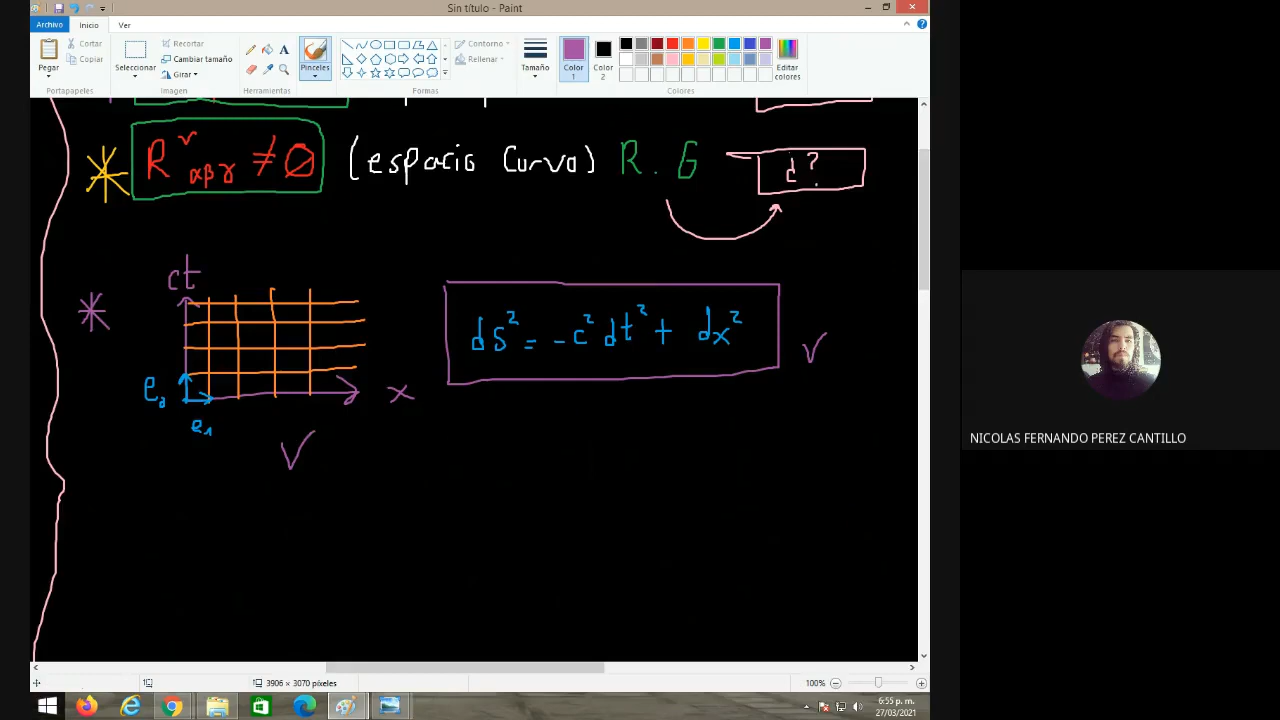 Sin título - Paint
Archivo Inicio Ver
Pegar
Cortar
Copiar
Portapapeles
Seleccionar
Recortar
Cambiar tamaño
Girar
Imagen
A
Herramientas
Pinceles
Contorno
Rellenar
Formas
Tamaño
Color 1
Color 2
Editar colores
Colores
R^ν_αβγ ≠ 0 (espacio curvo) R.G d?
ct
ds² = -c²dt² + dx²
x
e₁
NICOLAS FERNANDO PEREZ CANTILLO
3906 × 3070 píxeles
100%
6:55 p. m.
27/03/2021